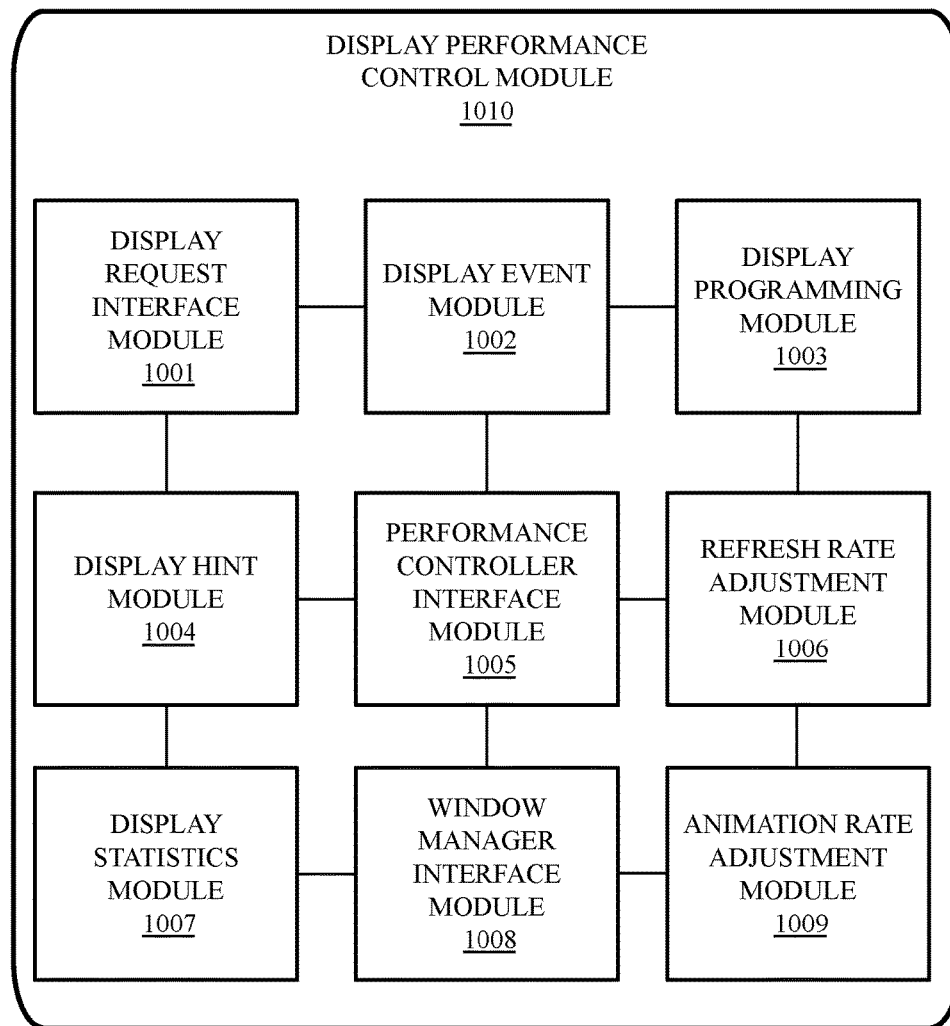 DISPLAY PERFORMANCE
CONTROL MODULE
1010
DISPLAY
REQUEST
INTERFACE
MODULE
1001
DISPLAY EVENT
MODULE
1002
DISPLAY
PROGRAMMING
MODULE
1003
DISPLAY HINT
MODULE
1004
PERFORMANCE
CONTROLLER
INTERFACE
MODULE
1005
REFRESH RATE
ADJUSTMENT
MODULE
1006
DISPLAY
STATISTICS
MODULE
1007
WINDOW
MANAGER
INTERFACE
MODULE
1008
ANIMATION RATE
ADJUSTMENT
MODULE
1009